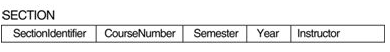 SECTION
SectionIdentifier CourseNumber Semester Year Instructor